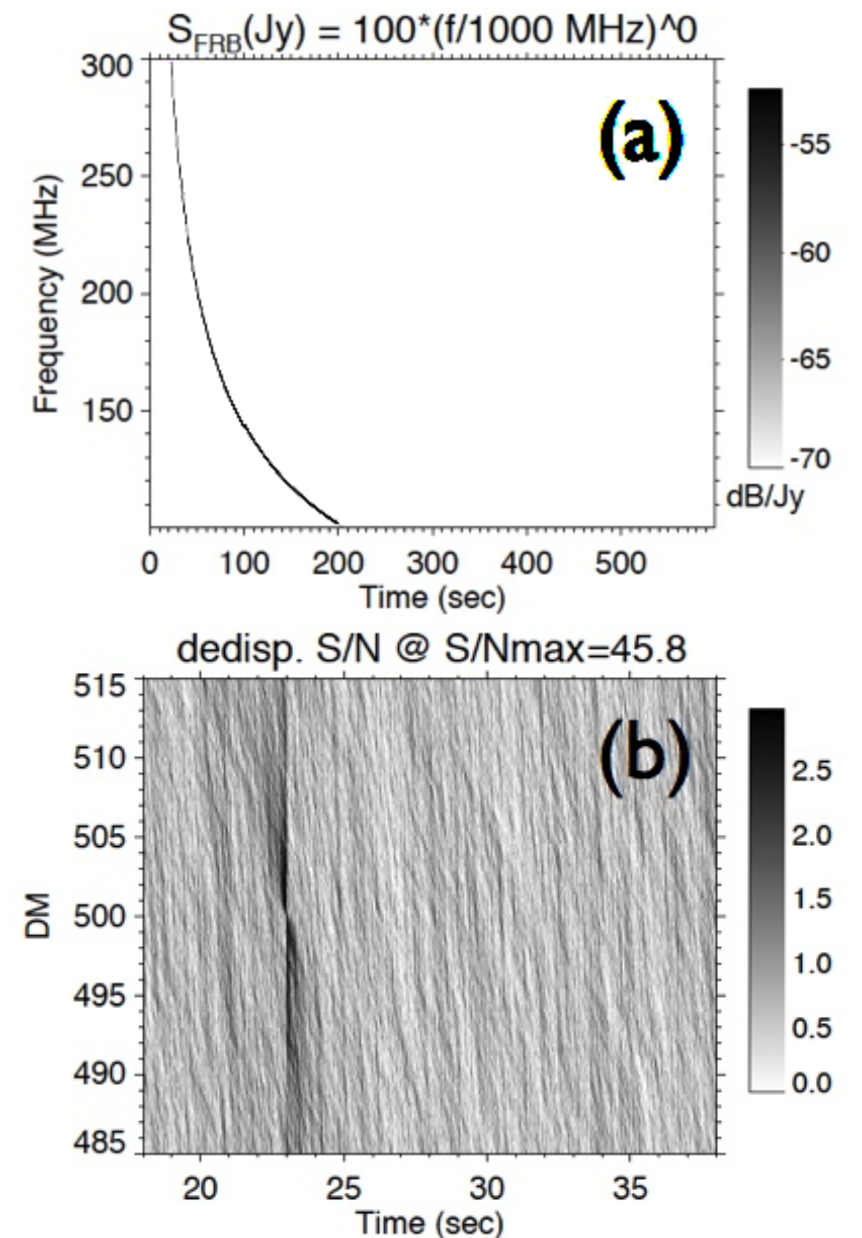 S_FRB(Jy) = 100*(f/1000 MHz)^0
300
250
200
150
Frequency (MHz)
(a)
-55
-60
-65
-70
dB/Jy
0 100 200 300 400 500
Time (sec)
dedisp. S/N @ S/Nmax=45.8
515
510
505
500
495
490
485
DM
(b)
2.5
2.0
1.5
1.0
0.5
0.0
20 25 30 35
Time (sec)